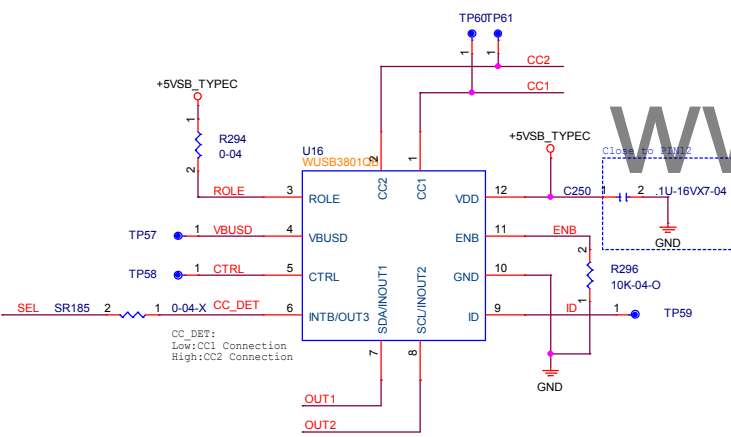 TP60TP61
1
1
CC2
CC1
+5VSB_TYPEC
1
R294
0-04
2
ROLE
U16
WUSB3801Q
2
1
CC2
CC1
3
ROLE
TP57
1
VBUSD
4
VBUSD
TP58
1
CTRL
5
CTRL
SEL
SR185
2
1
0-04-X
CC_DET
6
INTB/OUT3
CC_DET:
Low:CC1 Connection
High:CC2 Connection
SDA/INOUT1
SCL/INOUT2
7
8
OUT1
OUT2
+5VSB_TYPEC
VDD
12
C250
1
2
.1U-16VX7-04
Close to PIN12
GND
ENB
11
ENB
2
R296
10K-04-O
1
GND
10
ID
9
ID
1
TP59
GND